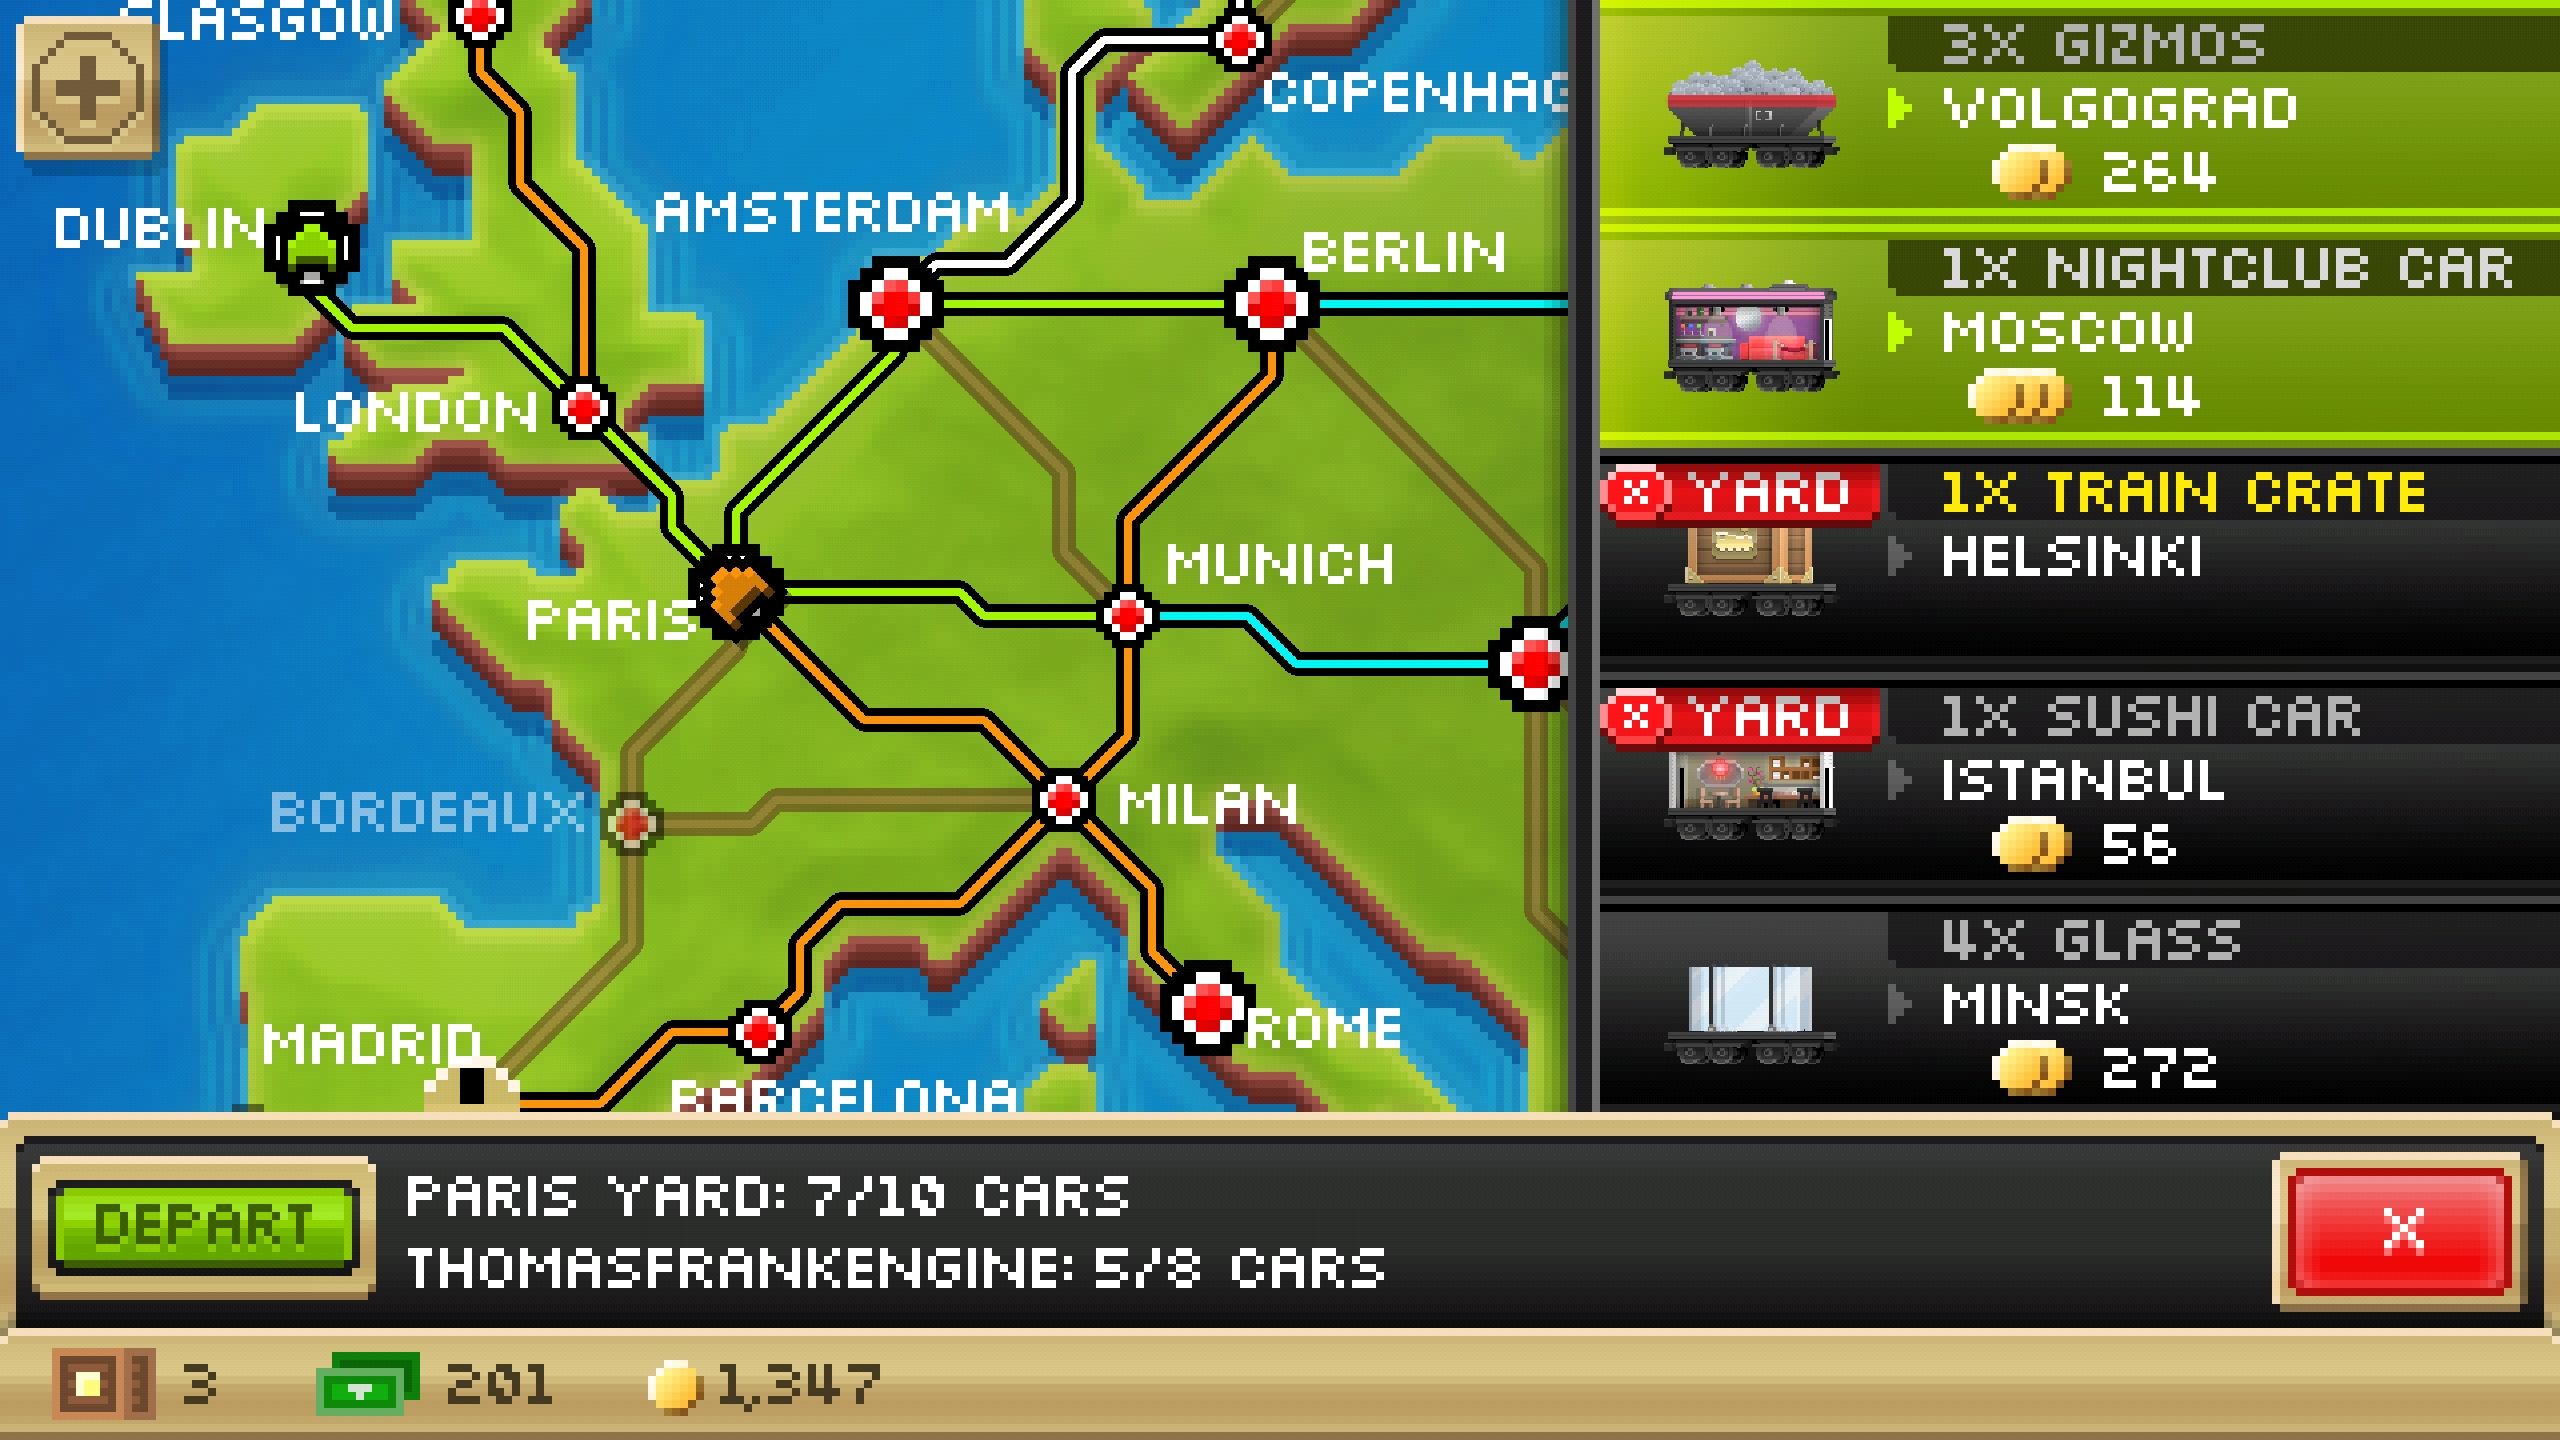 GLASGOW
COPENHAG
DUBLIN
AMSTERDAM
BERLIN
LONDON
MUNICH
PARIS
BORDEAUX
MILAN
MADRID
ROME
BARCELONA
3X GIZMOS
VOLGOGRAD
264
1X NIGHTCLUB CAR
MOSCOW
114
X YARD
1X TRAIN CRATE
HELSINKI
X YARD
1X SUSHI CAR
ISTANBUL
56
4X GLASS
MINSK
272
DEPART
PARIS YARD: 7/10 CARS
THOMASFRANKENGINE: 5/8 CARS
X
3
201
1,347